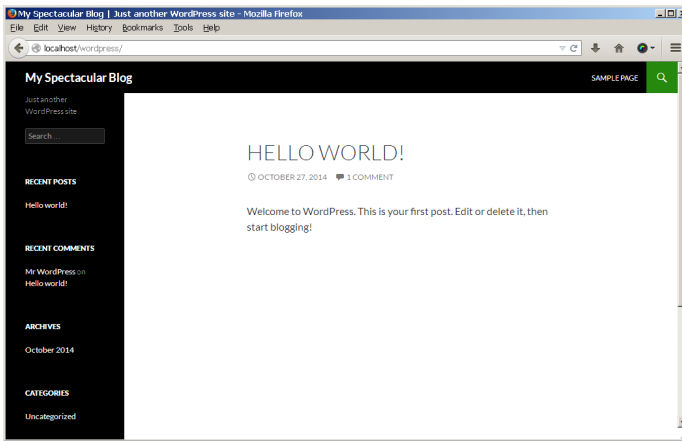 My Spectacular Blog | Just another WordPress site - Mozilla Firefox
File Edit View History Bookmarks Tools Help
localhost/wordpress/
My Spectacular Blog
SAMPLE PAGE
Just another
WordPress site
Search ...
HELLO WORLD!
OCTOBER 27, 2014 1 COMMENT
RECENT POSTS
Hello world!
Welcome to WordPress. This is your first post. Edit or delete it, then
start blogging!
RECENT COMMENTS
Mr WordPress on
Hello world!
ARCHIVES
October 2014
CATEGORIES
Uncategorized